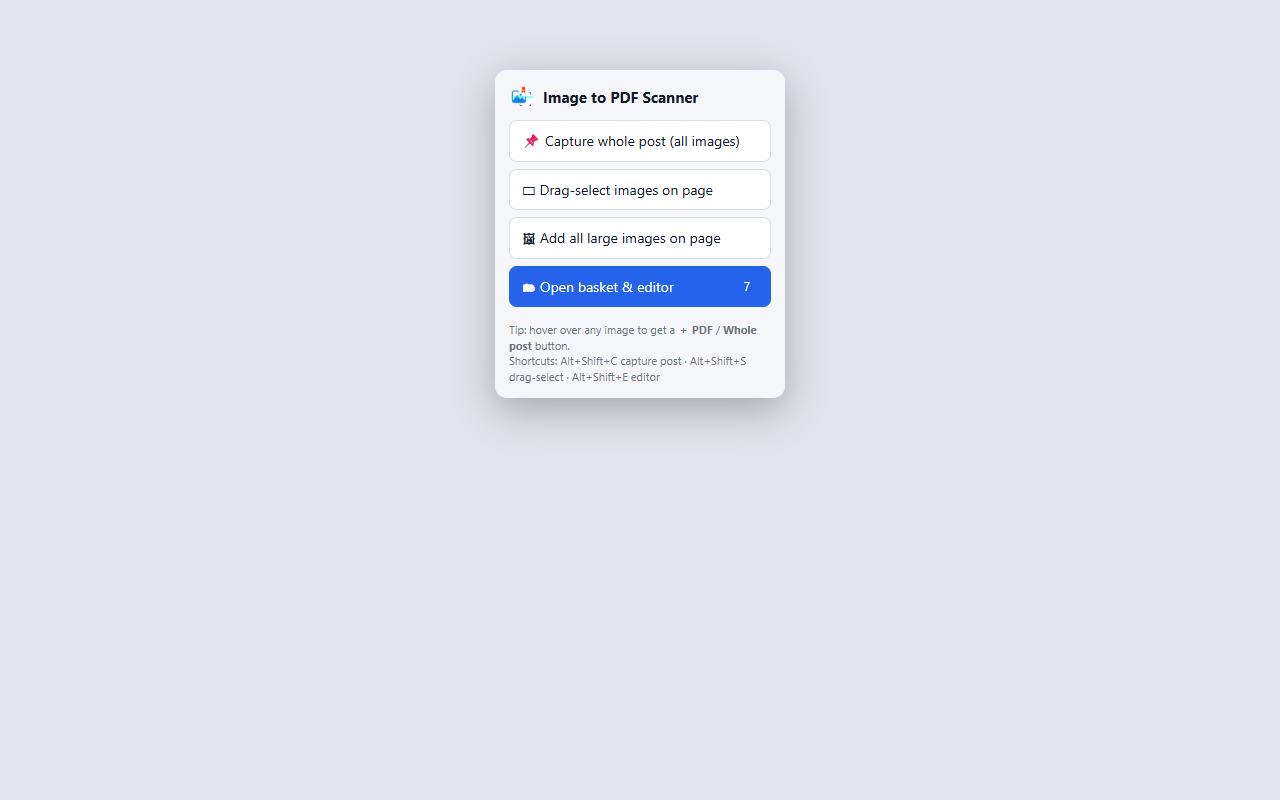 Image to PDF Scanner
Capture whole post (all images)
Drag-select images on page
Add all large images on page
Open basket & editor 7
Tip: hover over any image to get a + PDF / Whole
post button.
Shortcuts: Alt+Shift+C capture post · Alt+Shift+S
drag-select · Alt+Shift+E editor